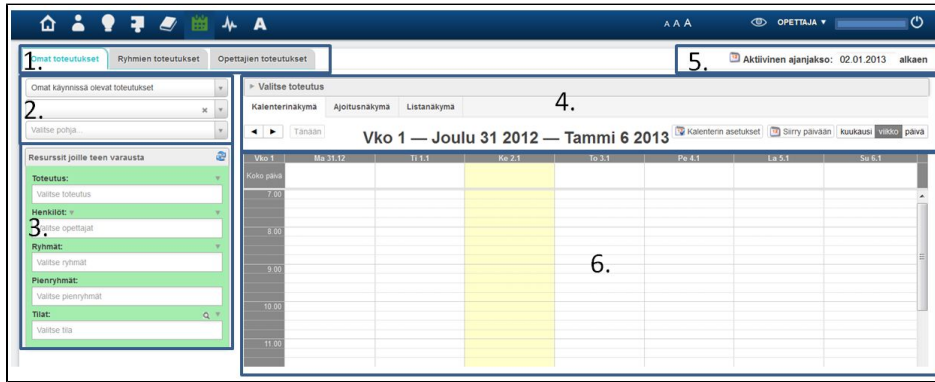 A
A A A
OPETTAJA ▼
1.
Omat toteutukset
Ryhmien toteutukset
Opettajien toteutukset
5.
Aktiivinen ajanjakso: 02.01.2013 alkaen
2.
Omat käynnissä olevat toteutukset
Valitse pohja...
4.
Valitse toteutus
Kalenterinäkymä
Ajoitusnäkymä
Listanäkymä
Tänään
Vko 1 — Joulu 31 2012 — Tammi 6 2013
Kalenterin asetukset
Siirry päivään
kuukausi viikko päivä
3.
Resurssit joille teen varausta
Toteutus:
Valitse toteutus
Henkilöt:
Valitse opettajat
Ryhmät:
Valitse ryhmät
Pienryhmät:
Valitse pienryhmät
Tilat:
Valitse tila
Vko 1 Ma 31.12 Ti 1.1 Ke 2.1 To 3.1 Pe 4.1 La 5.1 Su 6.1
Koko päivä
7.00
8.00
9.00
6.
10.00
11.00